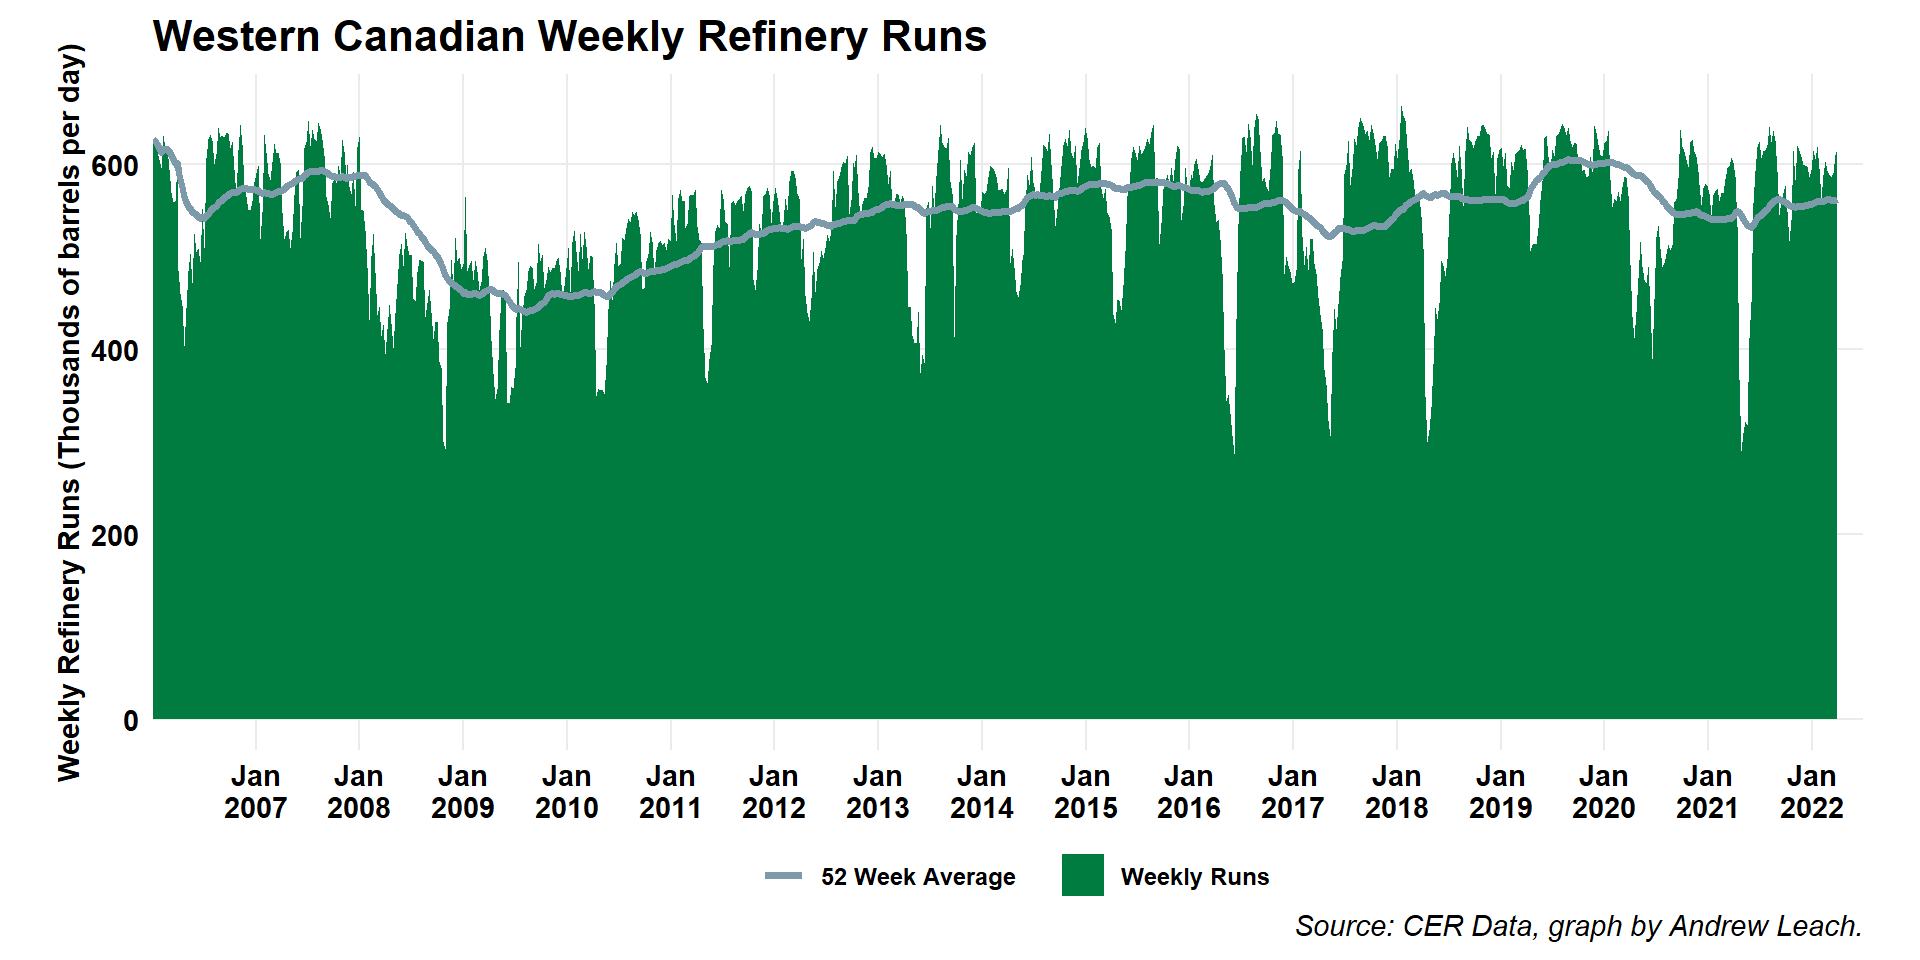 Western Canadian Weekly Refinery Runs
Weekly Refinery Runs (Thousands of barrels per day)
600
400
200
0
Jan 2007
Jan 2008
Jan 2009
Jan 2010
Jan 2011
Jan 2012
Jan 2013
Jan 2014
Jan 2015
Jan 2016
Jan 2017
Jan 2018
Jan 2019
Jan 2020
Jan 2021
Jan 2022
52 Week Average
Weekly Runs
Source: CER Data, graph by Andrew Leach.